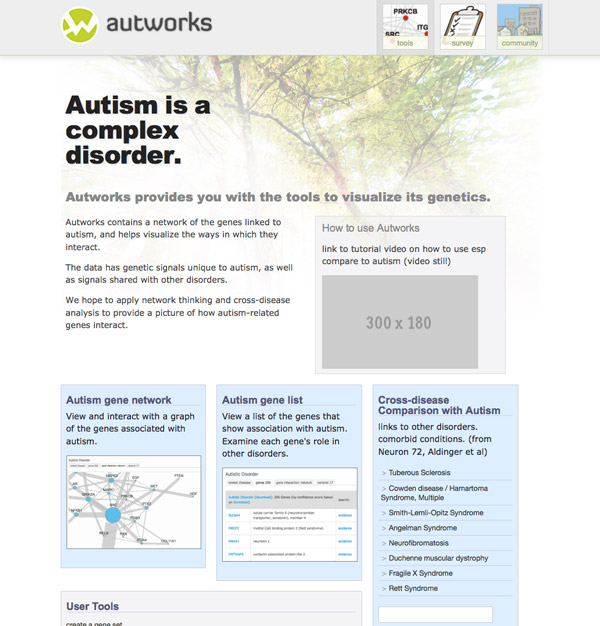 autworks
PRKCB
ITG
tools
survey
community
Autism is a
complex
disorder.
Autworks provides you with the tools to visualize its genetics.
Autworks contains a network of the genes linked to
autism, and helps visualize the ways in which they
interact.
The data has genetic signals unique to autism, as well
as signals shared with other disorders.
We hope to apply network thinking and cross-disease
analysis to provide a picture of how autism-related
genes interact.
How to use Autworks
link to tutorial video on how to use esp
compare to autism (video still)
300 x 180
Autism gene network
View and interact with a graph
of the genes associated with
autism.
Autism gene list
View a list of the genes that
show association with autism.
Examine each gene's role in
other disorders.
Autistic Disorder
Cross-disease
Comparison with Autism
links to other disorders.
comorbid conditions. (from
Neuron 72, Aldinger et al)
> Tuberous Sclerosis
> Cowden disease / Hamartoma
Syndrome, Multiple
> Smith-Lemli-Opitz Syndrome
> Angelman Syndrome
> Neurofibromatosis
> Duchenne muscular dystrophy
> Fragile X Syndrome
> Rett Syndrome
User Tools
create a gene set